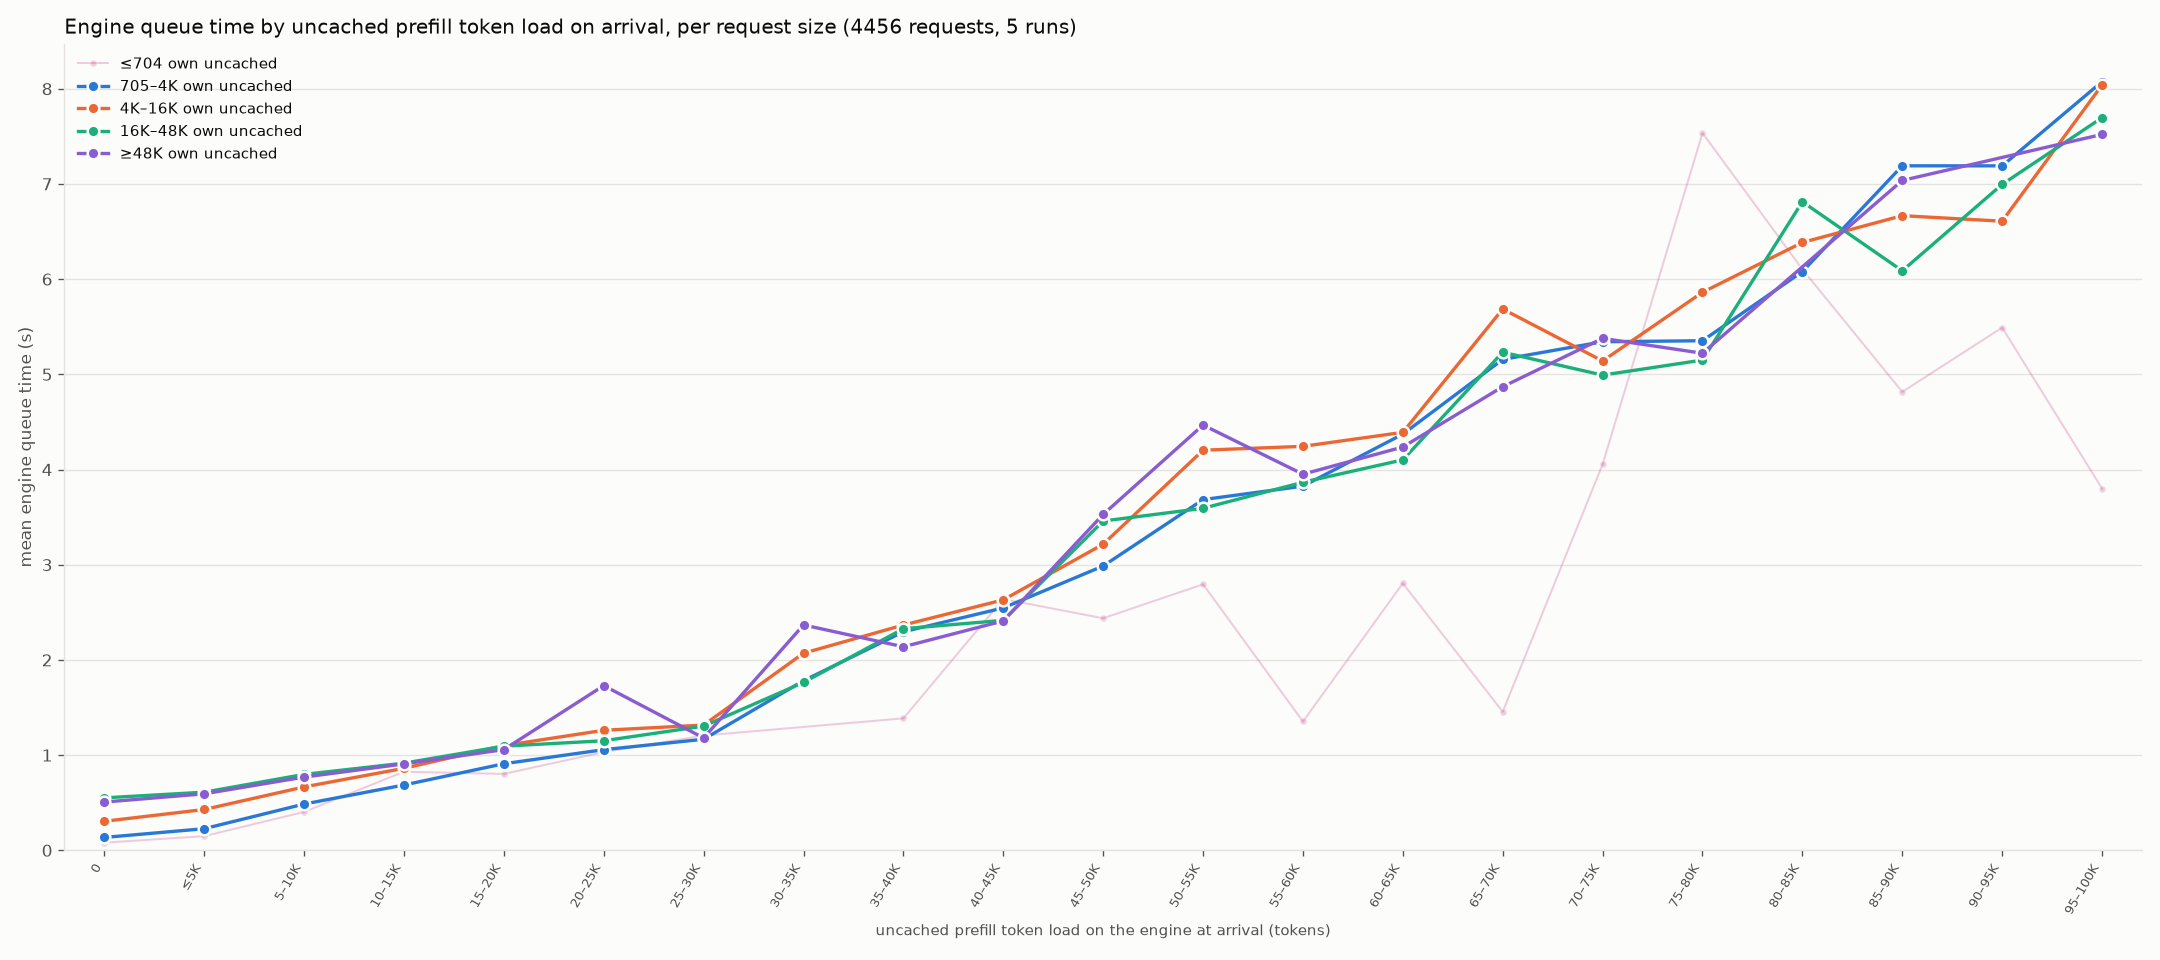 Engine queue time by uncached prefill token load on arrival, per request size (4456 requests, 5 runs)
≤704 own uncached
705–4K own uncached
4K–16K own uncached
16K–48K own uncached
≥48K own uncached
mean engine queue time (s)
8
7
6
5
4
3
2
1
0
0
≤5K
5–10K
10–15K
15–20K
20–25K
25–30K
30–35K
35–40K
40–45K
45–50K
50–55K
55–60K
60–65K
65–70K
70–75K
75–80K
80–85K
85–90K
90–95K
95–100K
uncached prefill token load on the engine at arrival (tokens)